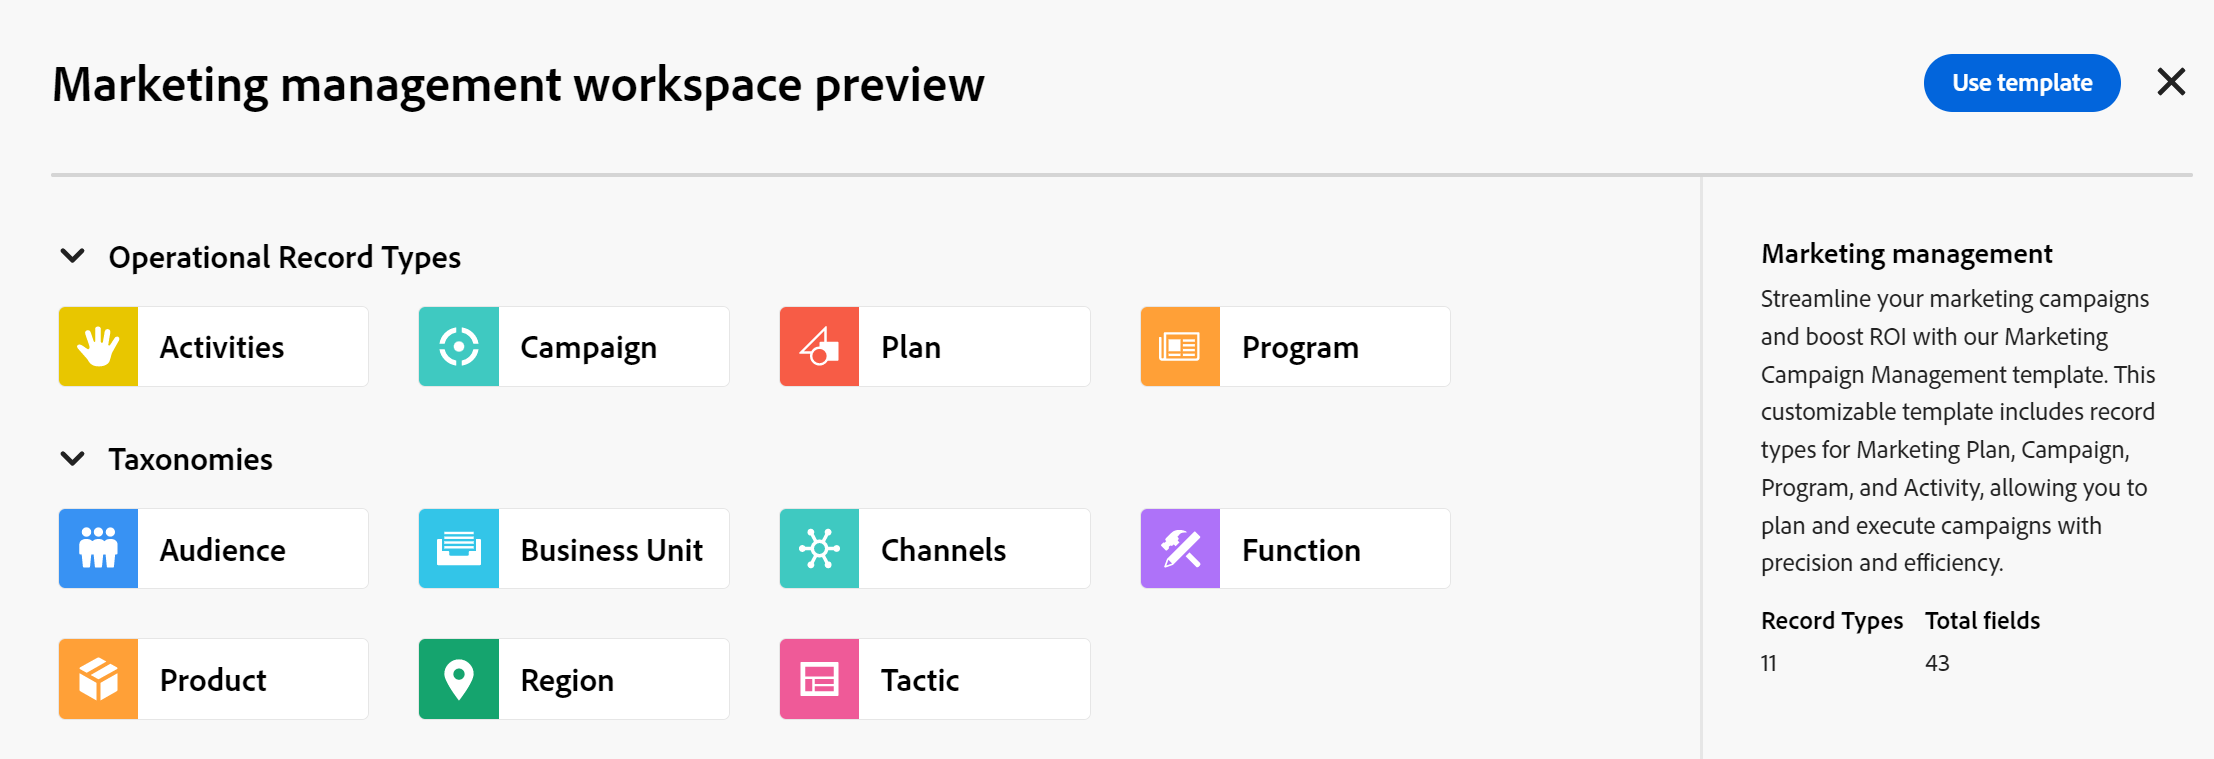 Marketing management workspace preview
Use template
Operational Record Types
Activities
Campaign
Plan
Program
Taxonomies
Audience
Business Unit
Channels
Function
Product
Region
Tactic
Marketing management
Streamline your marketing campaigns
and boost ROI with our Marketing
Campaign Management template. This
customizable template includes record
types for Marketing Plan, Campaign,
Program, and Activity, allowing you to
plan and execute campaigns with
precision and efficiency.
Record Types Total fields
11 43